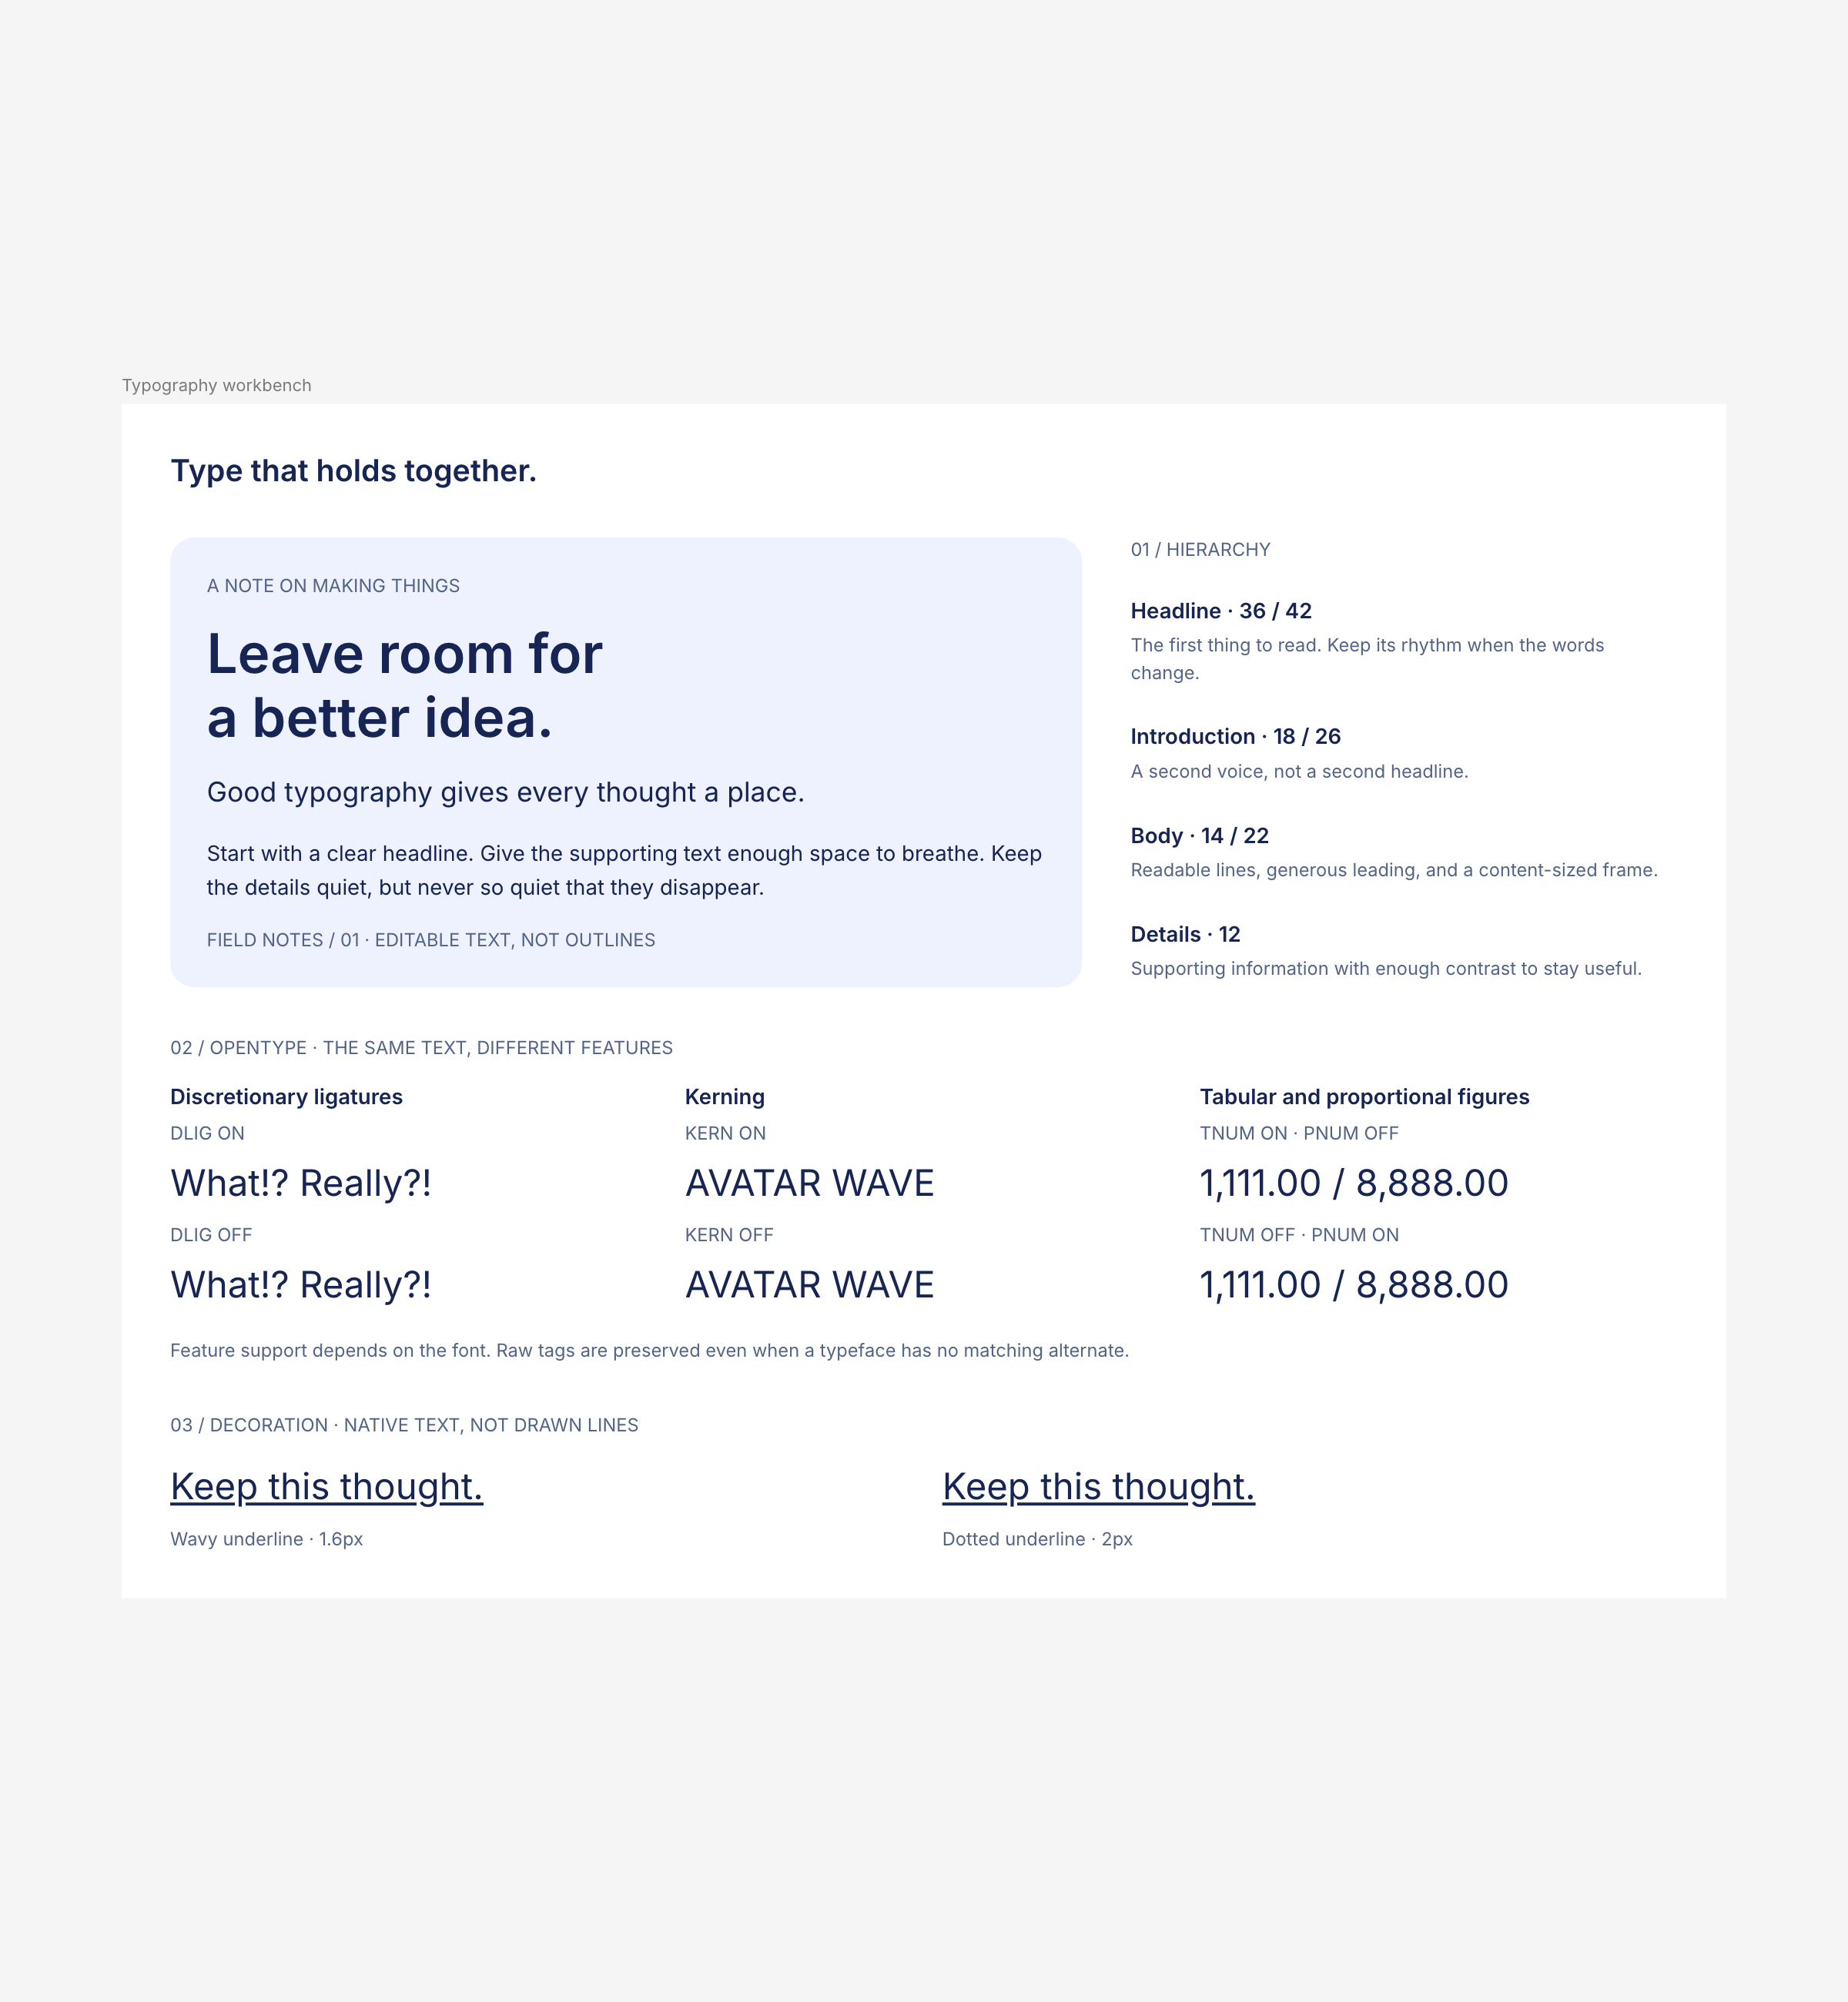 Typography workbench
Type that holds together.
A NOTE ON MAKING THINGS
Leave room for
a better idea.
Good typography gives every thought a place.
Start with a clear headline. Give the supporting text enough space to breathe. Keep
the details quiet, but never so quiet that they disappear.
FIELD NOTES / 01 · EDITABLE TEXT, NOT OUTLINES
01 / HIERARCHY
Headline · 36 / 42
The first thing to read. Keep its rhythm when the words
change.
Introduction · 18 / 26
A second voice, not a second headline.
Body · 14 / 22
Readable lines, generous leading, and a content-sized frame.
Details · 12
Supporting information with enough contrast to stay useful.
02 / OPENTYPE · THE SAME TEXT, DIFFERENT FEATURES
Discretionary ligatures
DLIG ON
What!? Really?!
DLIG OFF
What!? Really?!
Kerning
KERN ON
AVATAR WAVE
KERN OFF
AVATAR WAVE
Tabular and proportional figures
TNUM ON · PNUM OFF
1,111.00 / 8,888.00
TNUM OFF · PNUM ON
1,111.00 / 8,888.00
Feature support depends on the font. Raw tags are preserved even when a typeface has no matching alternate.
03 / DECORATION · NATIVE TEXT, NOT DRAWN LINES
Keep this thought.
Wavy underline · 1.6px
Keep this thought.
Dotted underline · 2px